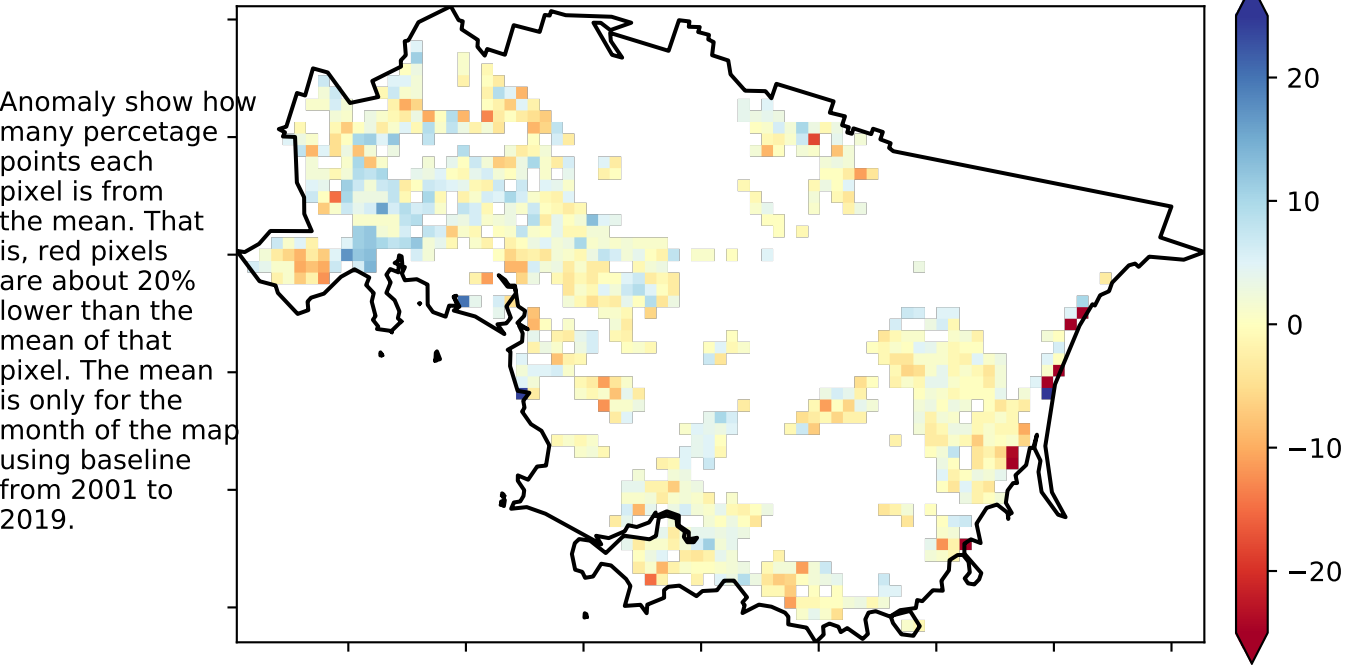 Anomaly show how
many percetage
points each
pixel is from
the mean. That
is, red pixels
are about 20%
lower than the
mean of that
pixel. The mean
is only for the
month of the map
using baseline
from 2001 to
2019.
20
10
0
−10
−20